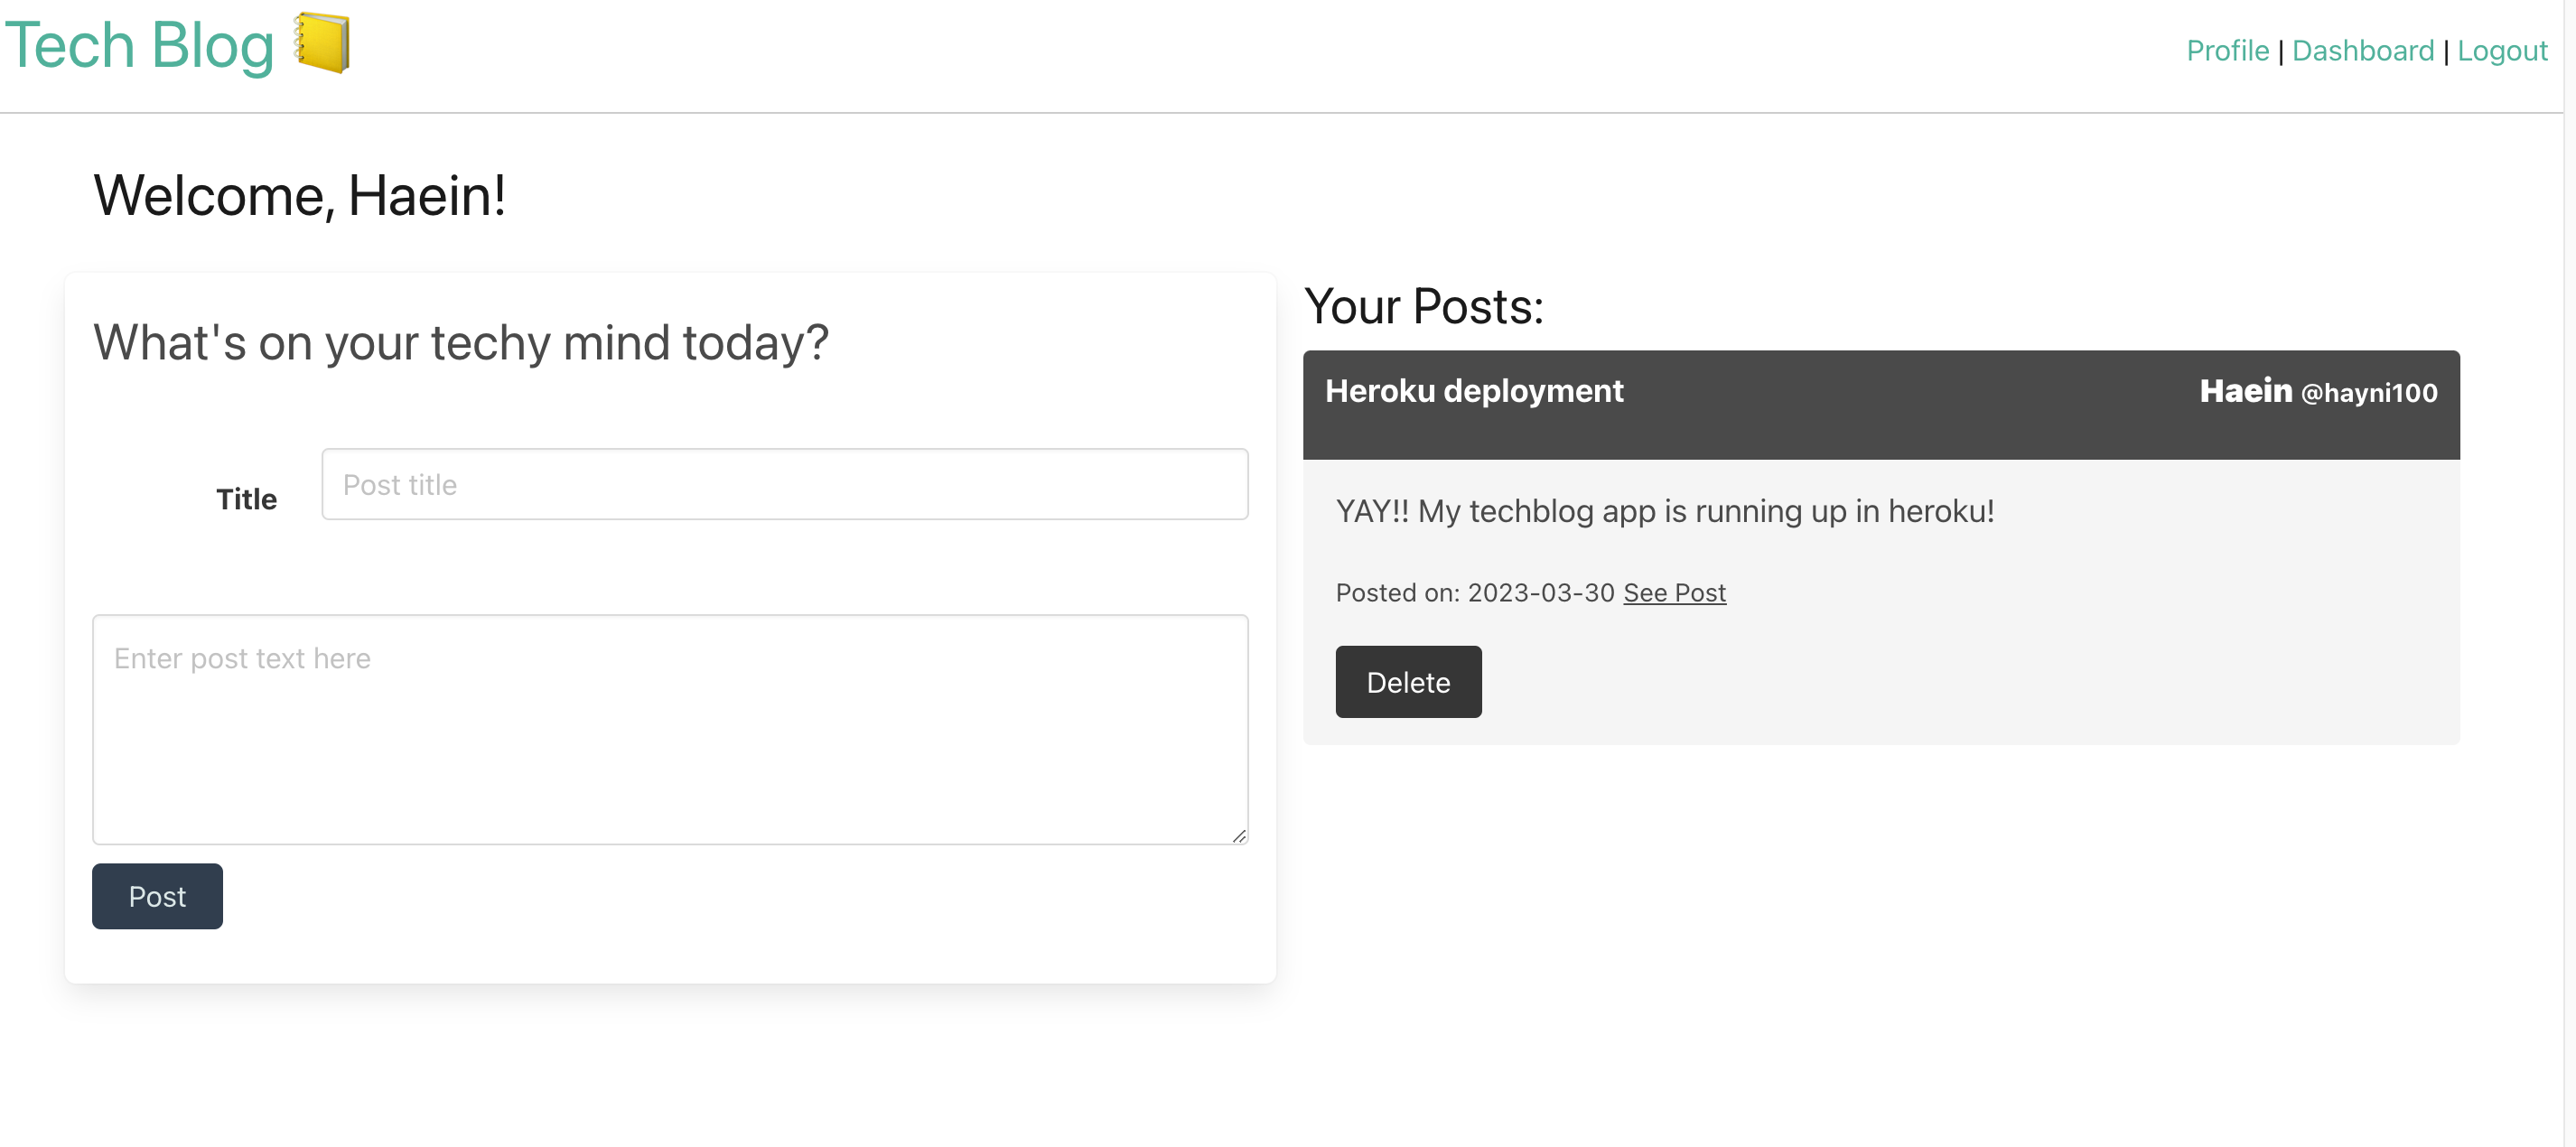 Tech Blog
Profile | Dashboard | Logout
Welcome, Haein!
What's on your techy mind today?
Title
Post title
Enter post text here
Post
Your Posts:
Heroku deployment
Haein @hayni100
YAY!! My techblog app is running up in heroku!
Posted on: 2023-03-30 See Post
Delete